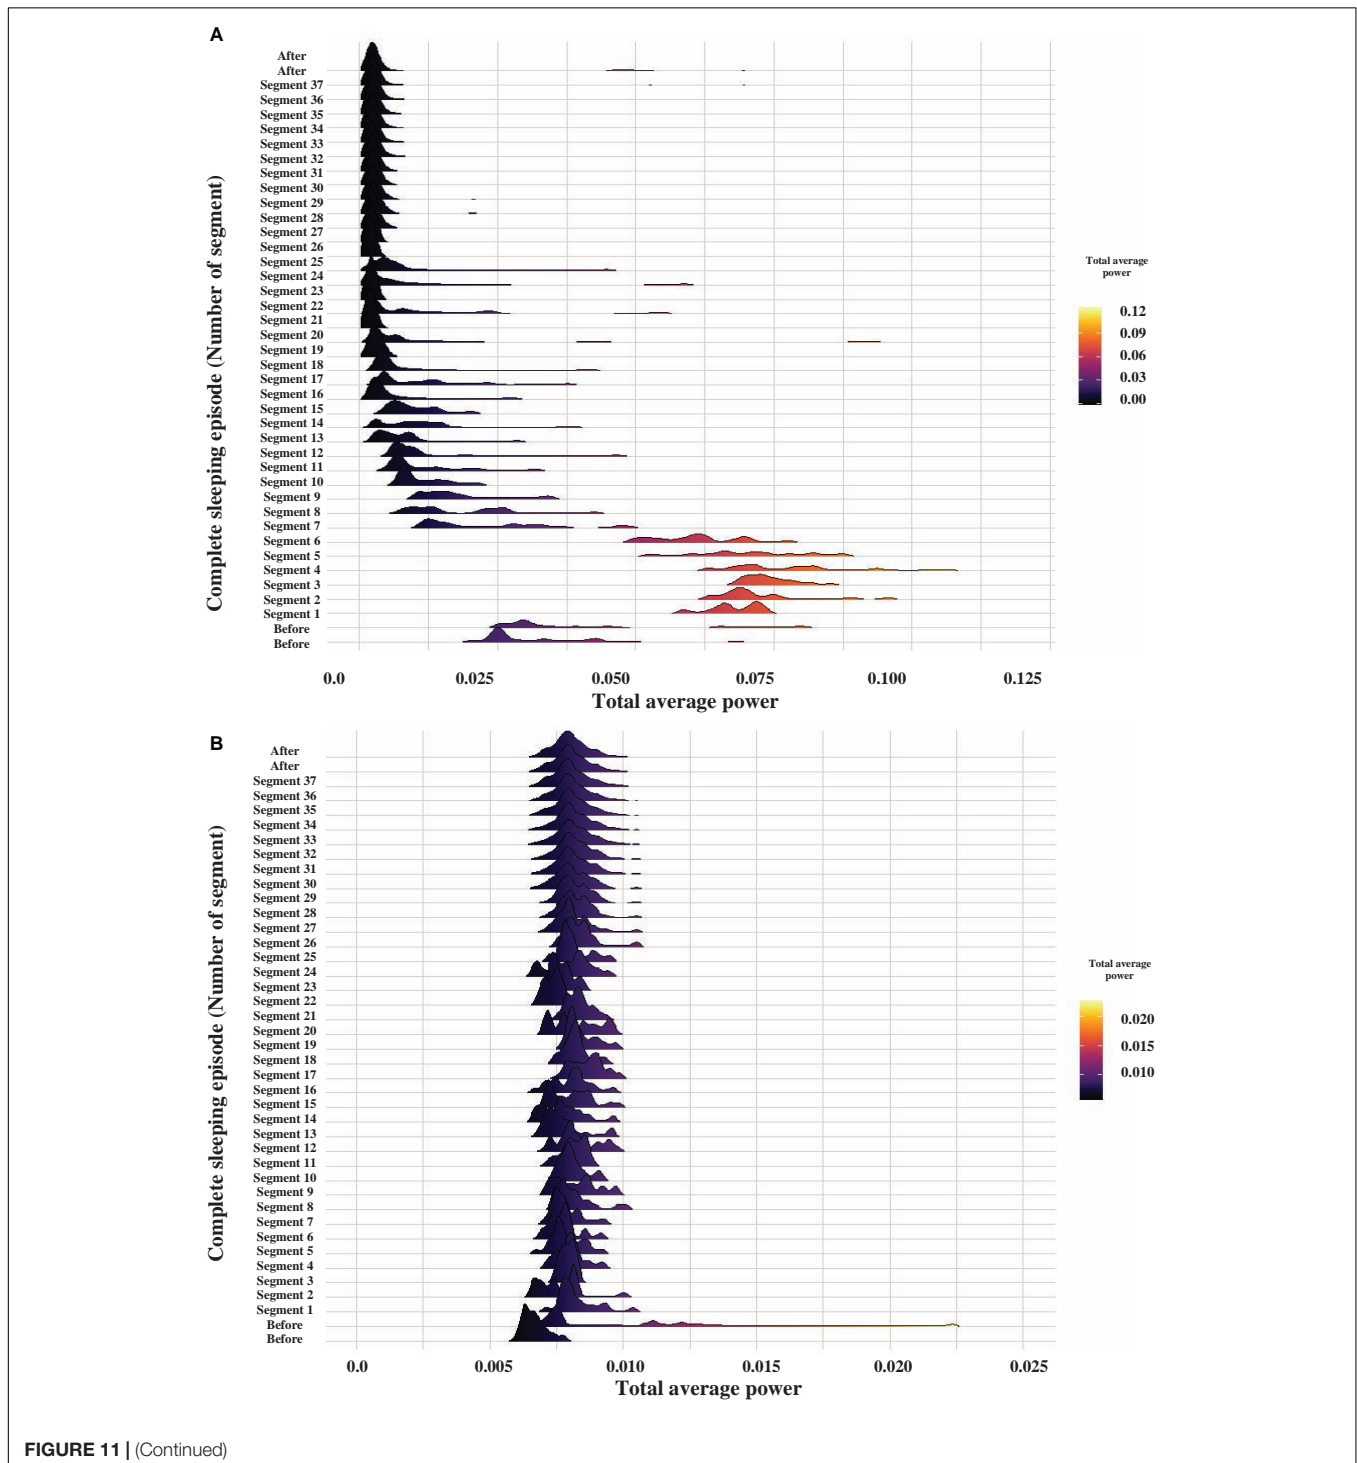 A
After
After
Segment 37
Segment 36
Segment 35
Segment 34
Segment 33
Segment 32
Segment 31
Segment 30
Segment 29
Segment 28
Segment 27
Segment 26
Segment 25
Segment 24
Segment 23
Segment 22
Segment 21
Segment 20
Segment 19
Segment 18
Segment 17
Segment 16
Segment 15
Segment 14
Segment 13
Segment 12
Segment 11
Segment 10
Segment 9
Segment 8
Segment 7
Segment 6
Segment 5
Segment 4
Segment 3
Segment 2
Segment 1
Before
Before
Complete sleeping episode (Number of segment)
0.0 0.025 0.050 0.075 0.100 0.125
Total average power
Total average
power
0.12
0.09
0.06
0.03
0.00
B
After
After
Segment 37
Segment 36
Segment 35
Segment 34
Segment 33
Segment 32
Segment 31
Segment 30
Segment 29
Segment 28
Segment 27
Segment 26
Segment 25
Segment 24
Segment 23
Segment 22
Segment 21
Segment 20
Segment 19
Segment 18
Segment 17
Segment 16
Segment 15
Segment 14
Segment 13
Segment 12
Segment 11
Segment 10
Segment 9
Segment 8
Segment 7
Segment 6
Segment 5
Segment 4
Segment 3
Segment 2
Segment 1
Before
Before
Complete sleeping episode (Number of segment)
0.0 0.005 0.010 0.015 0.020 0.025
Total average power
Total average
power
0.020
0.015
0.010
FIGURE 11 | (Continued)